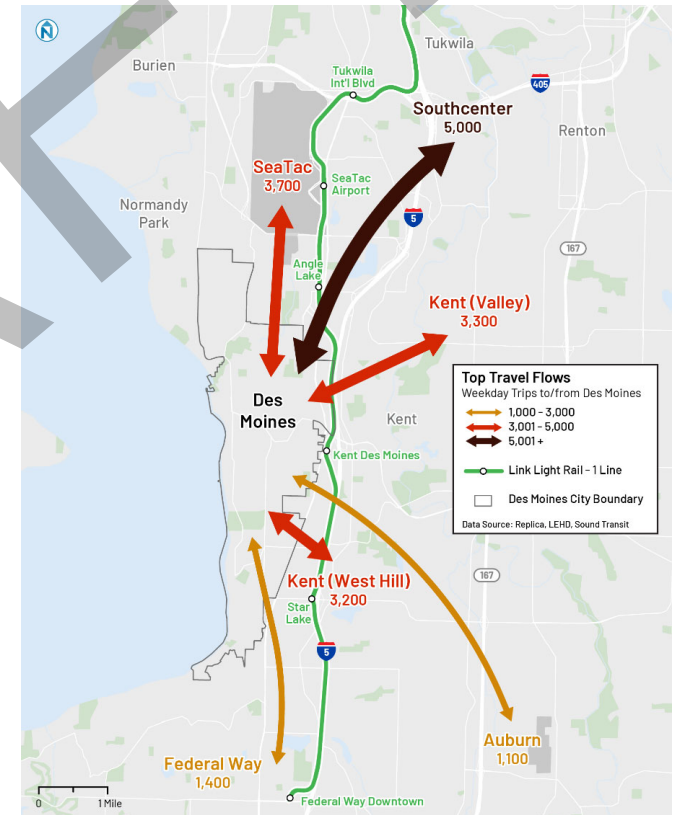 N
Tukwila
Burien
Tukwila
Int'l Blvd
405
Southcenter
5,000
Renton
SeaTac
3,700
SeaTac
Airport
Normandy
Park
5
167
Angle
Lake
Kent (Valley)
3,300
Des
Moines
Kent
Top Travel Flows
Weekday Trips to/from Des Moines
1,000 - 3,000
3,001 - 5,000
5,001 +
Link Light Rail - 1 Line
Des Moines City Boundary
Data Source: Replica, LEHD, Sound Transit
Kent Des Moines
Kent (West Hill)
3,200
167
Star
Lake
5
Auburn
1,100
Federal Way
1,400
Federal Way Downtown
0 1 Mile